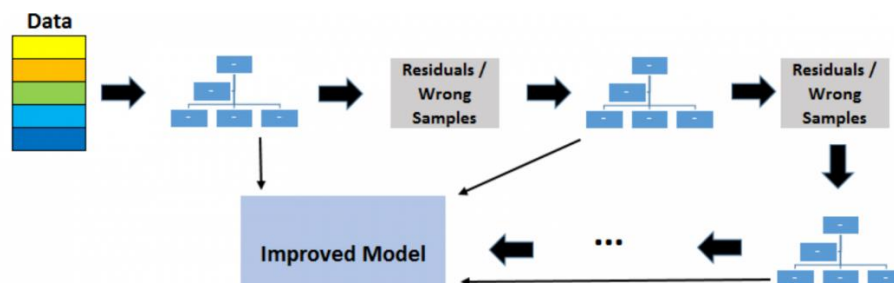 Data
Residuals /
Wrong
Samples
Residuals /
Wrong
Samples
Improved Model
...